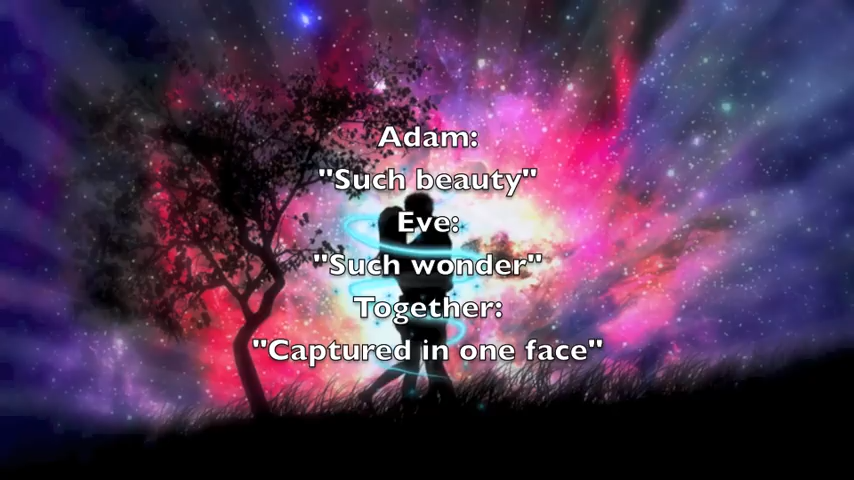 Adam:
"Such beauty"
Eve:
"Such wonder"
Together:
"Captured in one face"